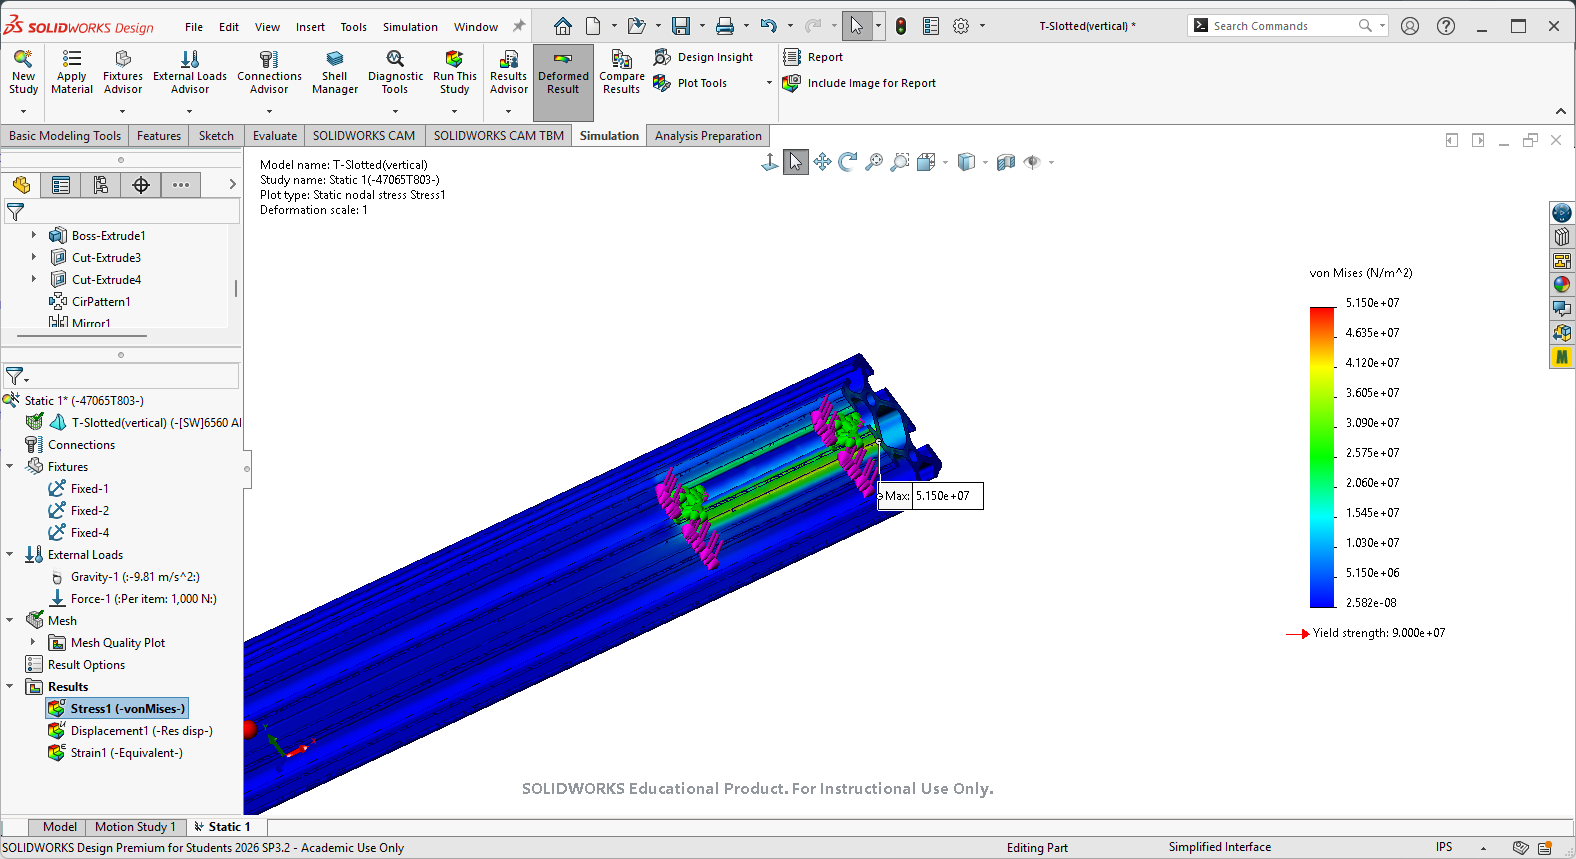 SOLIDWORKS Design File Edit View Insert Tools Simulation Window T-Slotted(vertical) * Search Commands
New Study
Apply Material
Fixtures Advisor
External Loads Advisor
Connections Advisor
Shell Manager
Diagnostic Tools
Run This Study
Results Advisor
Deformed Result
Compare Results
Design Insight
Plot Tools
Report
Include Image for Report
Basic Modeling Tools Features Sketch Evaluate SOLIDWORKS CAM SOLIDWORKS CAM TBM Simulation Analysis Preparation
Boss-Extrude1
Cut-Extrude3
Cut-Extrude4
CirPattern1
Mirror1
Static 1* (-47065T803-)
T-Slotted(vertical) (-[SW]6560 Al
Connections
Fixtures
Fixed-1
Fixed-2
Fixed-4
External Loads
Gravity-1 (:-9.81 m/s^2:)
Force-1 (:Per item: 1,000 N:)
Mesh
Mesh Quality Plot
Result Options
Results
Stress1 (-vonMises-)
Displacement1 (-Res disp-)
Strain1 (-Equivalent-)
Model name: T-Slotted(vertical)
Study name: Static 1(-47065T803-)
Plot type: Static nodal stress Stress1
Deformation scale: 1
Max: 5.150e+07
von Mises (N/m^2)
5.150e+07
4.635e+07
4.120e+07
3.605e+07
3.090e+07
2.575e+07
2.060e+07
1.545e+07
1.030e+07
5.150e+06
2.582e-08
Yield strength: 9.000e+07
SOLIDWORKS Educational Product. For Instructional Use Only.
Model Motion Study 1 Static 1
SOLIDWORKS Design Premium for Students 2026 SP3.2 - Academic Use Only Editing Part Simplified Interface IPS